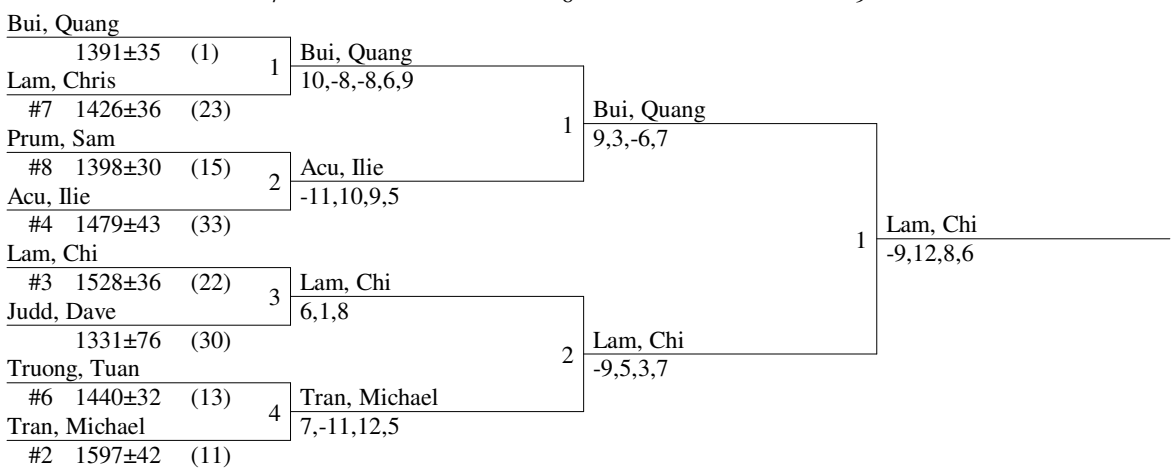 Bui, Quang
1391±35 (1)
Lam, Chris
#7 1426±36 (23)
Prum, Sam
#8 1398±30 (15)
Acu, Ilie
#4 1479±43 (33)
Lam, Chi
#3 1528±36 (22)
Judd, Dave
1331±76 (30)
Truong, Tuan
#6 1440±32 (13)
Tran, Michael
#2 1597±42 (11)
1
Bui, Quang
10,-8,-8,6,9
2
Acu, Ilie
-11,10,9,5
3
Lam, Chi
6,1,8
4
Tran, Michael
7,-11,12,5
1
Bui, Quang
9,3,-6,7
2
Lam, Chi
-9,5,3,7
1
Lam, Chi
-9,12,8,6